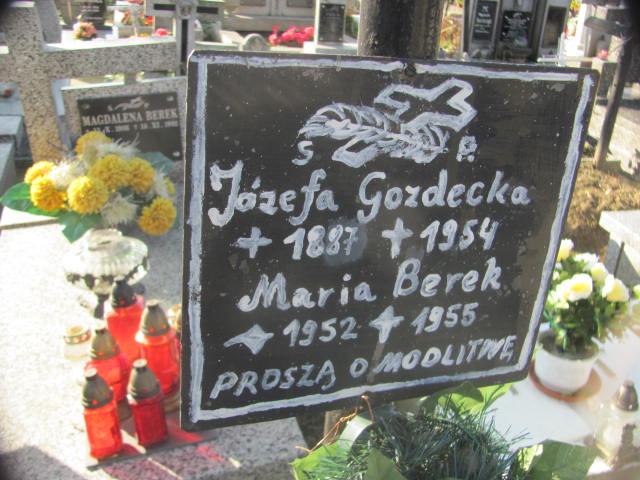 S. P.
Józefa Gozdecka
1887 1954
Maria Berek
1952 1955
PROSZĄ O MODLITWĘ
MAGDALENA BEREK